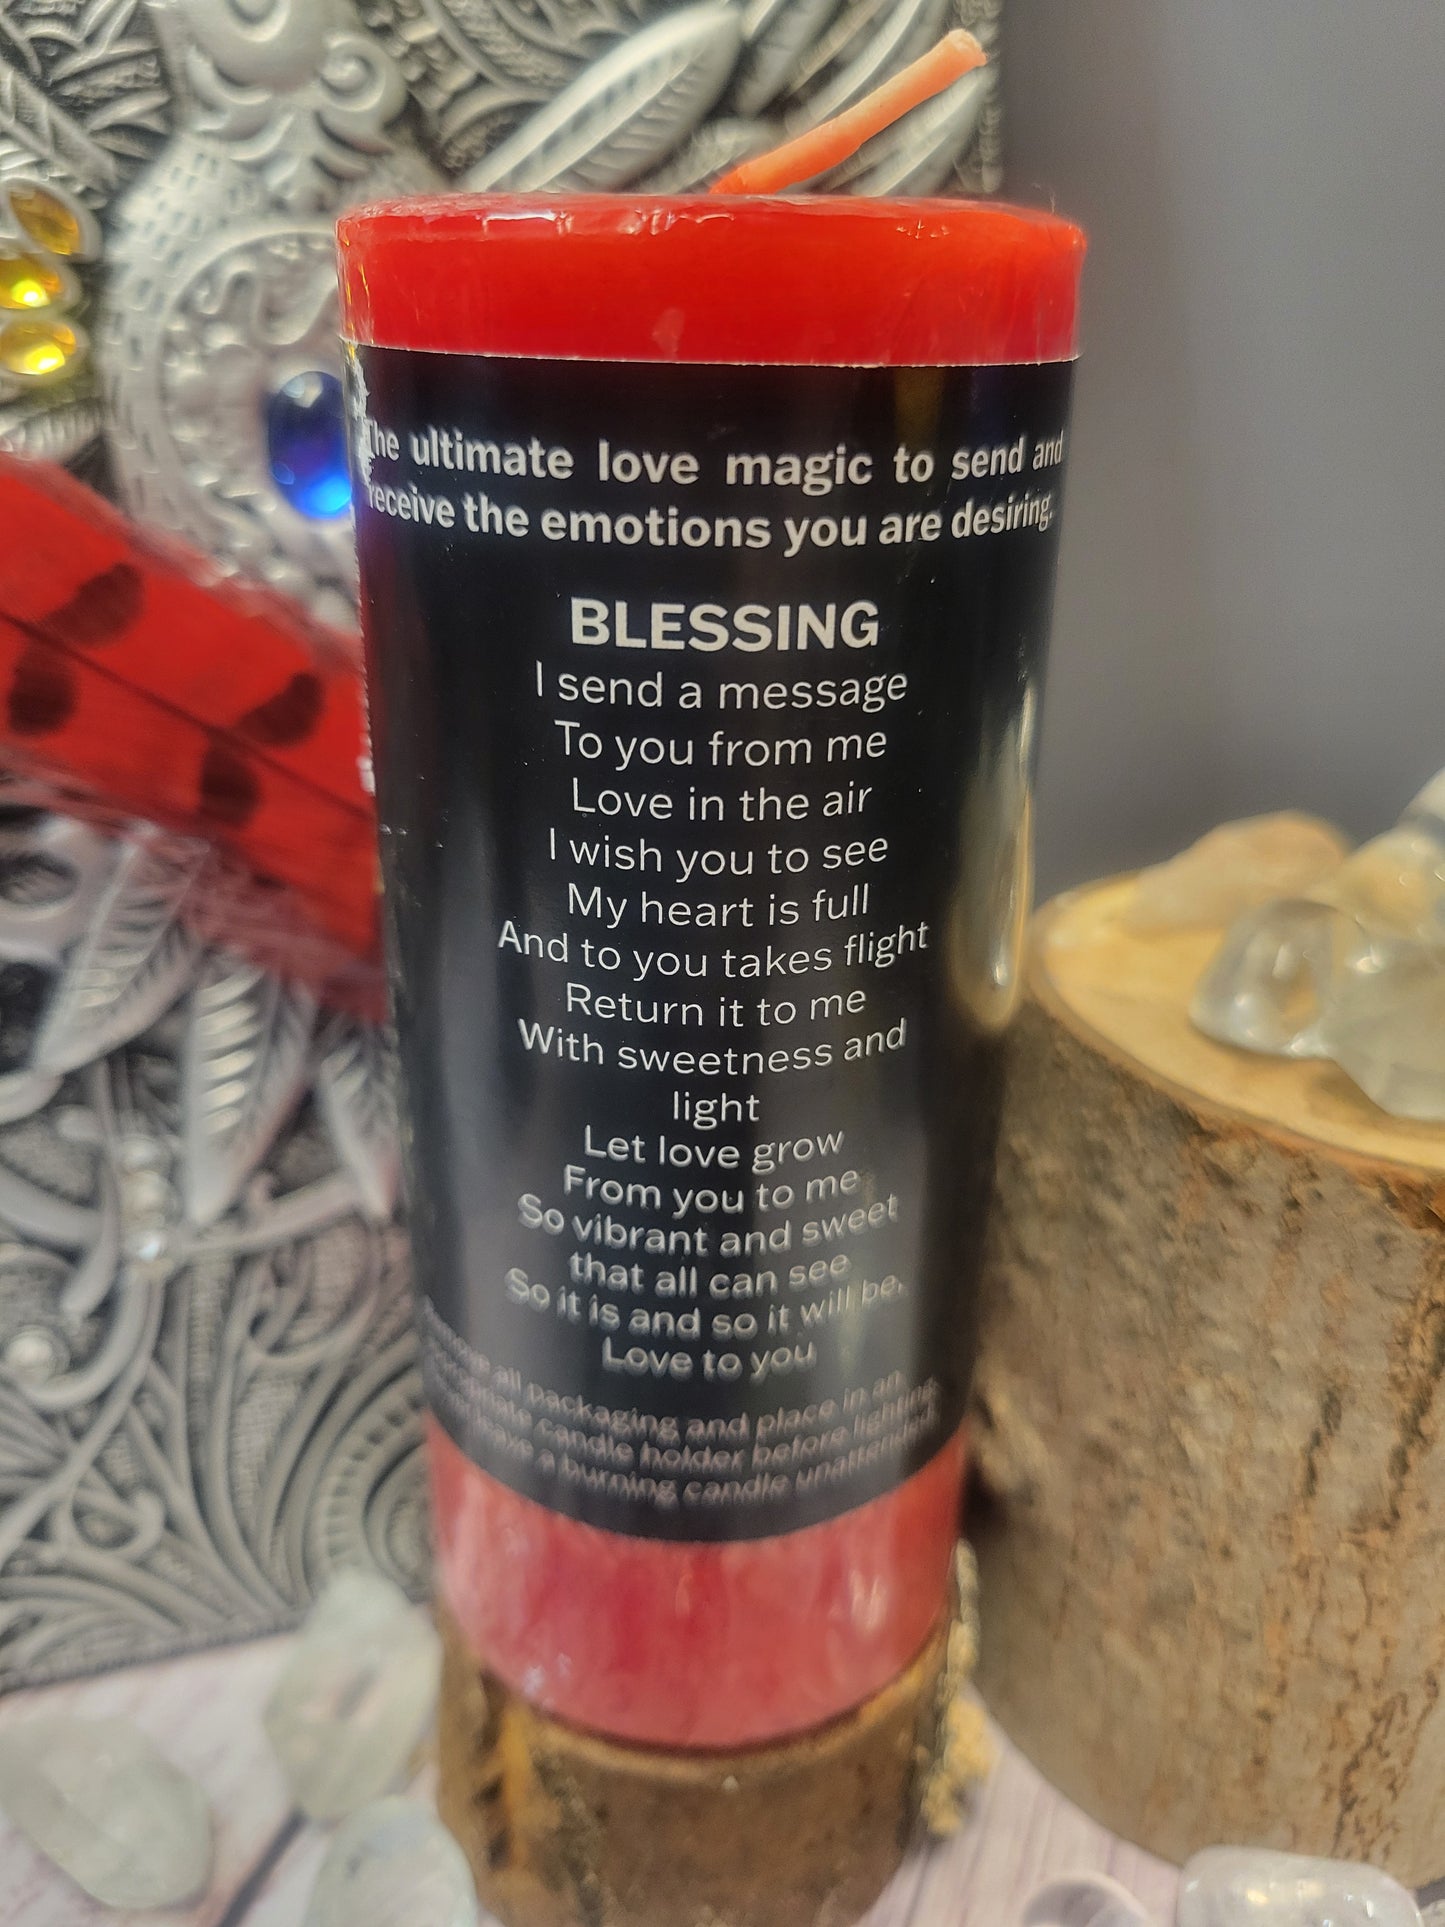 The ultimate love magic to send and
receive the emotions you are desiring.
BLESSING
I send a message
To you from me
Love in the air
I wish you to see
My heart is full
And to you takes flight
Return it to me
With sweetness and
light
Let love grow
From you to me
So vibrant and sweet
that all can see
So it is and so it will be.
Love to you
all packaging and place in an
candle holder before lighting.
leave a burning candle unattended.